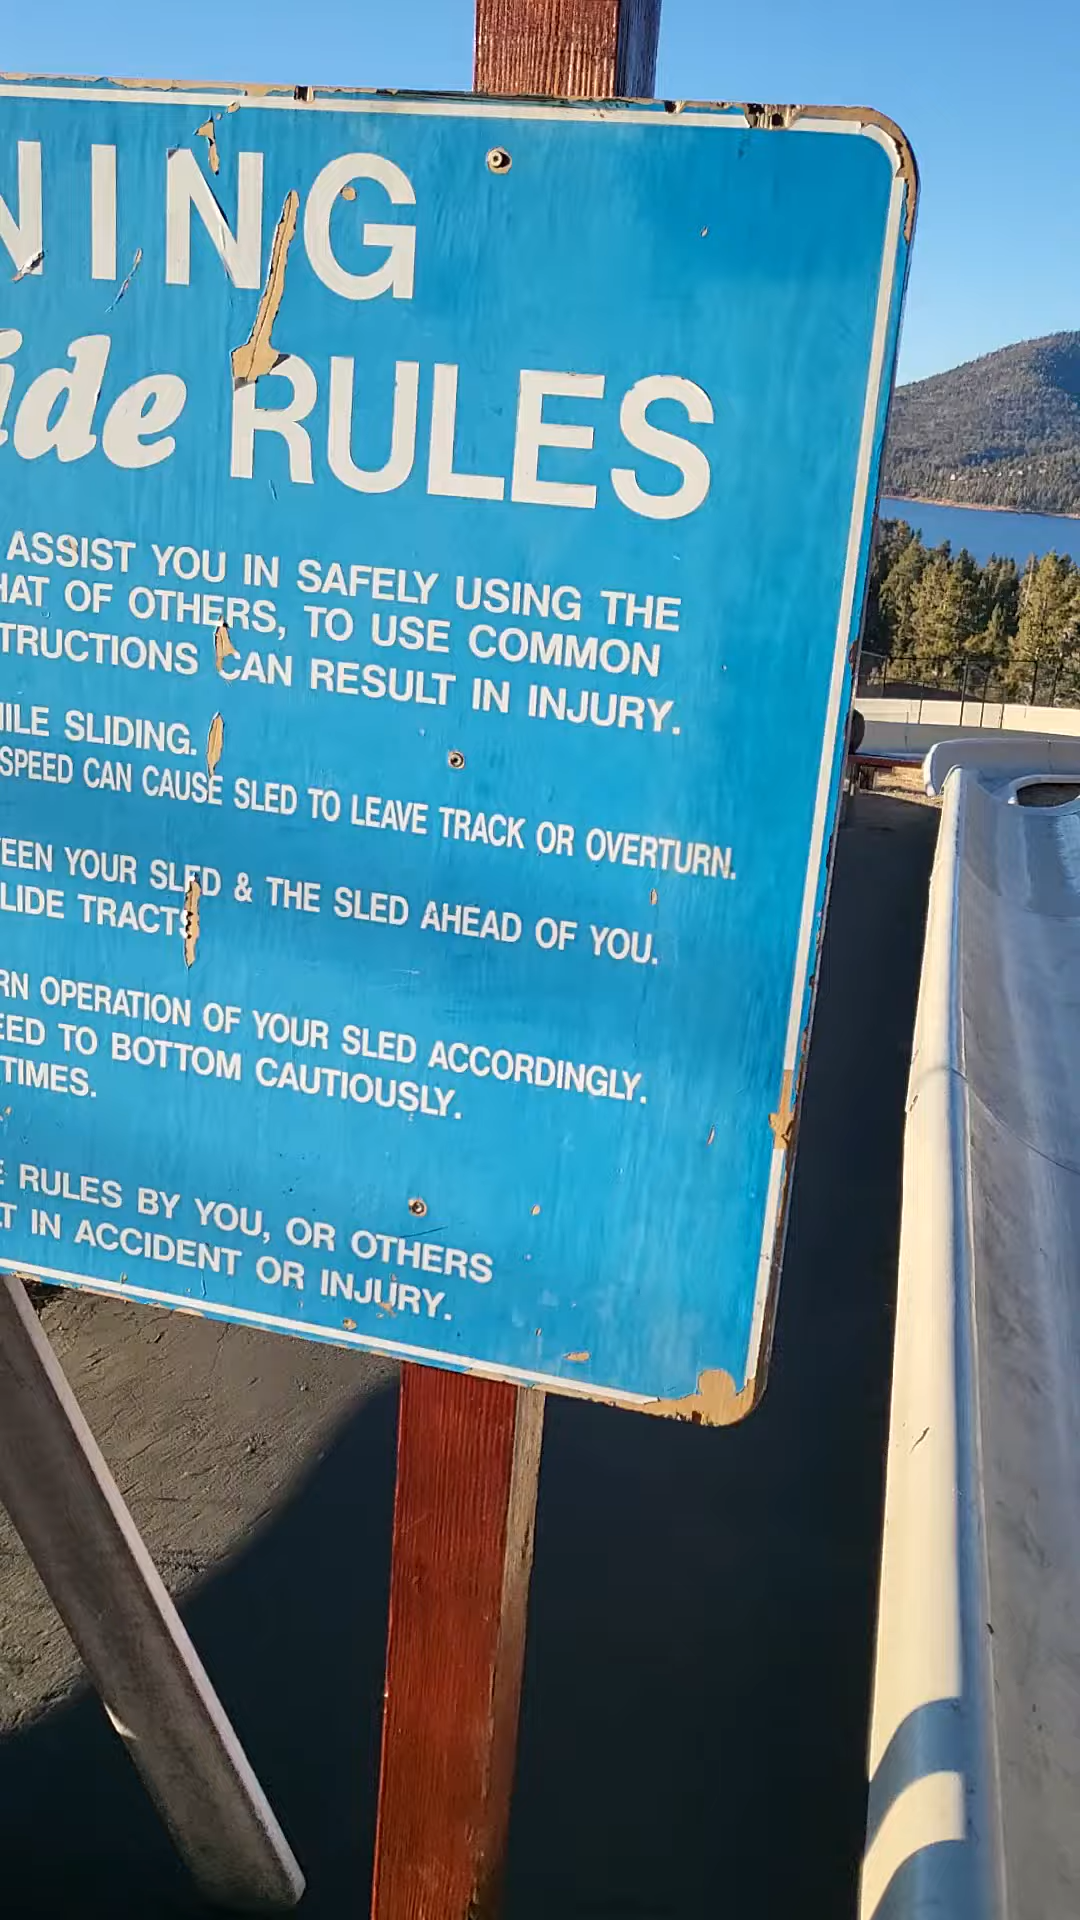 NING
ide RULES
ASSIST YOU IN SAFELY USING THE
HAT OF OTHERS, TO USE COMMON
TRUCTIONS CAN RESULT IN INJURY.
HILE SLIDING.
SPEED CAN CAUSE SLED TO LEAVE TRACK OR OVERTURN.
EEN YOUR SLED & THE SLED AHEAD OF YOU.
LIDE TRACTS
RN OPERATION OF YOUR SLED ACCORDINGLY.
EED TO BOTTOM CAUTIOUSLY.
TIMES.
E RULES BY YOU, OR OTHERS
T IN ACCIDENT OR INJURY.